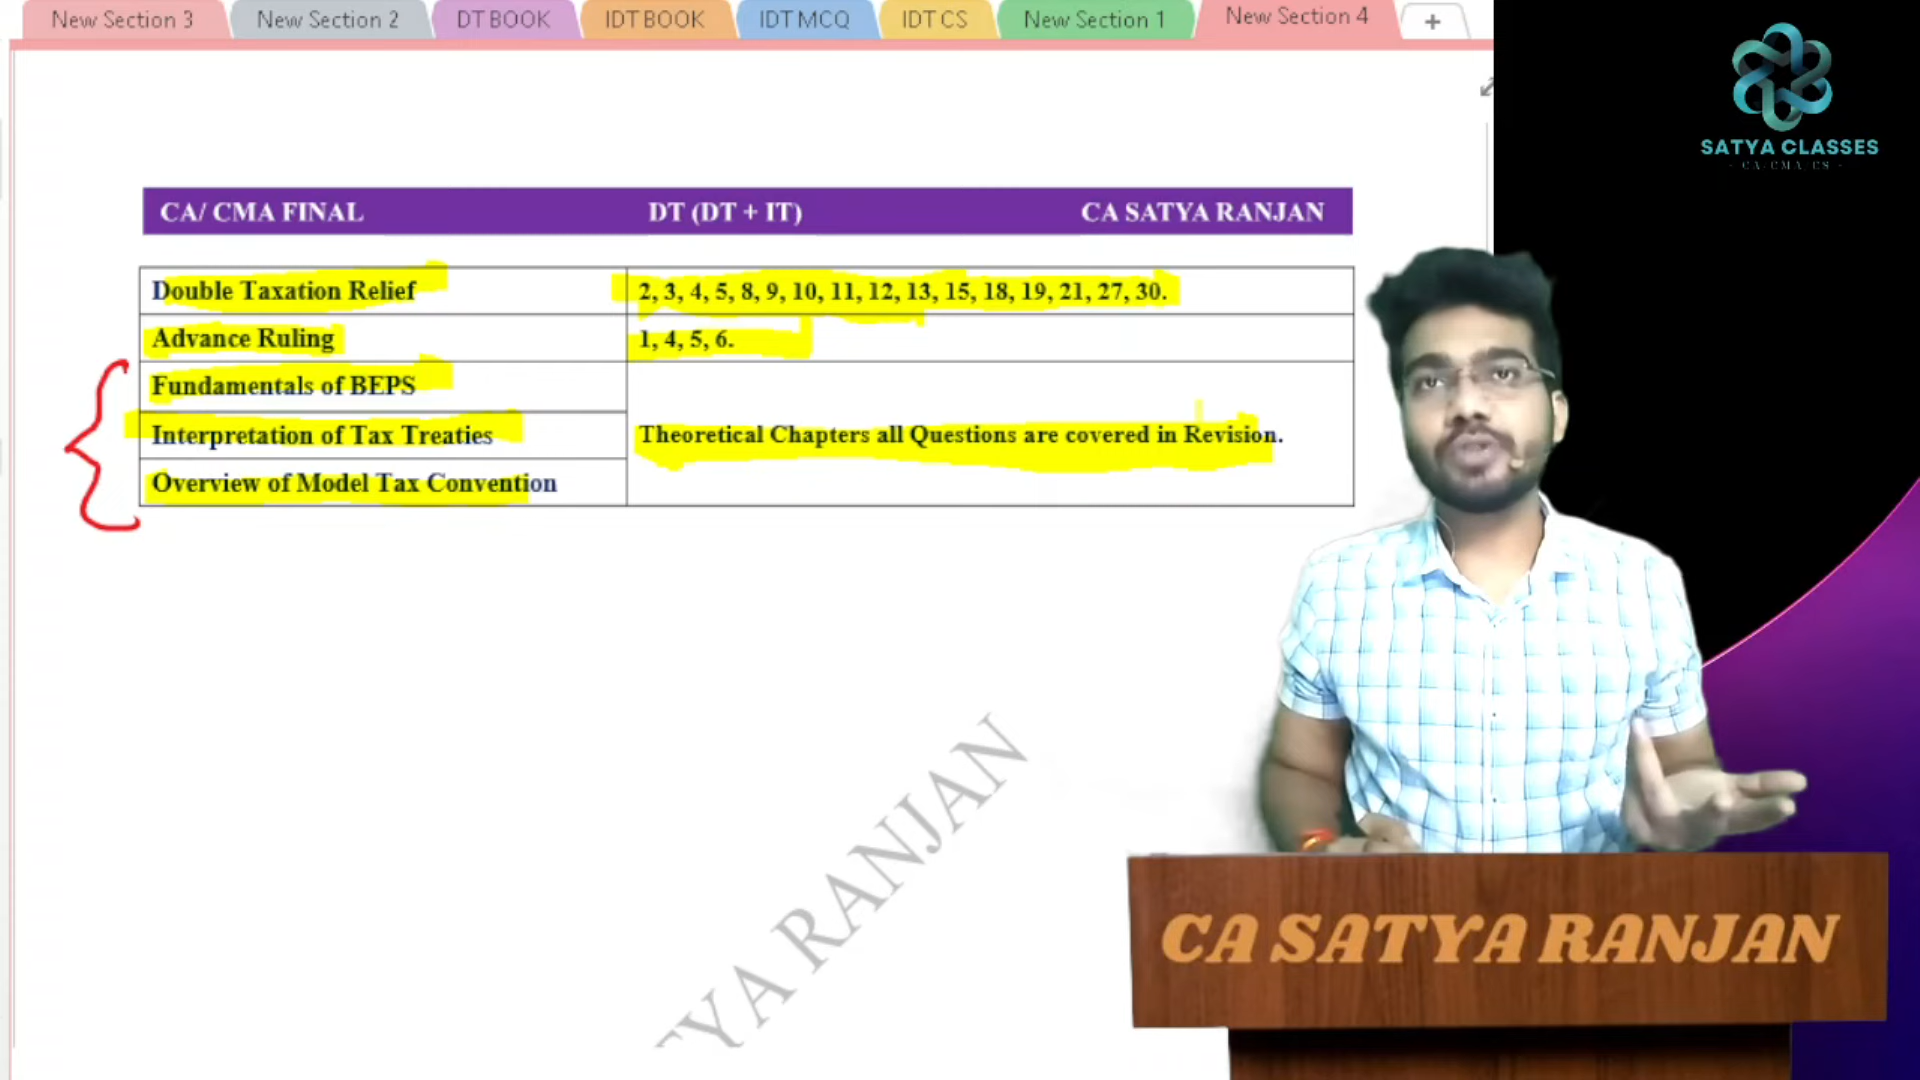 New Section 3 New Section 2 DT BOOK IDT BOOK IDT MCQ IDT CS New Section 1 New Section 4 +
SATYA CLASSES
- CA-CMA-CS -
CA/ CMA FINAL DT (DT + IT) CA SATYA RANJAN
Double Taxation Relief 2, 3, 4, 5, 8, 9, 10, 11, 12, 13, 15, 18, 19, 21, 27, 30.
Advance Ruling 1, 4, 5, 6.
Fundamentals of BEPS
Interpretation of Tax Treaties Theoretical Chapters all Questions are covered in Revision.
Overview of Model Tax Convention
TYA RANJAN
CA SATYA RANJAN